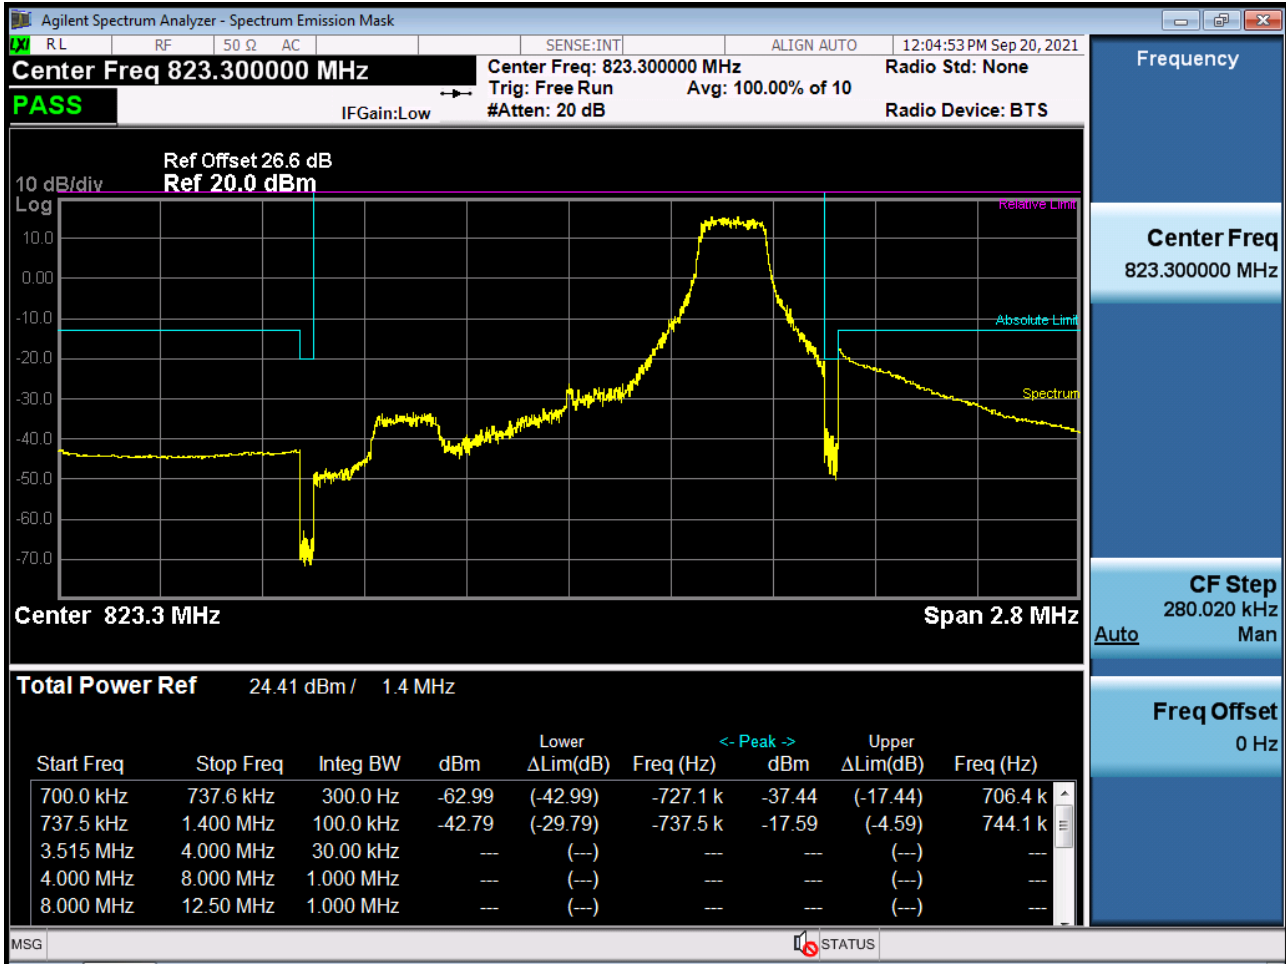 Agilent Spectrum Analyzer - Spectrum Emission Mask
LXI RL RF 50 Ω AC SENSE:INT ALIGN AUTO 12:04:53 PM Sep 20, 2021
Center Freq 823.300000 MHz
Center Freq: 823.300000 MHz
Radio Std: None
Trig: Free Run Avg: 100.00% of 10
PASS
IFGain:Low
#Atten: 20 dB
Radio Device: BTS
Ref Offset 26.6 dB
10 dB/div Ref 20.0 dBm
Log
Relative Limit
10.0
0.00
-10.0
Absolute Limit
-20.0
-30.0
Spectrum
-40.0
-50.0
-60.0
-70.0
Center 823.3 MHz Span 2.8 MHz
Total Power Ref 24.41 dBm / 1.4 MHz
Lower <- Peak -> Upper
Start Freq Stop Freq Integ BW dBm ΔLim(dB) Freq (Hz) dBm ΔLim(dB) Freq (Hz)
700.0 kHz 737.6 kHz 300.0 Hz -62.99 (-42.99) -727.1 k -37.44 (-17.44) 706.4 k
737.5 kHz 1.400 MHz 100.0 kHz -42.79 (-29.79) -737.5 k -17.59 (-4.59) 744.1 k
3.515 MHz 4.000 MHz 30.00 kHz --- (---) --- --- (---) ---
4.000 MHz 8.000 MHz 1.000 MHz --- (---) --- --- (---) ---
8.000 MHz 12.50 MHz 1.000 MHz --- (---) --- --- (---) ---
MSG STATUS
Frequency
Center Freq
823.300000 MHz
CF Step
280.020 kHz
Auto Man
Freq Offset
0 Hz